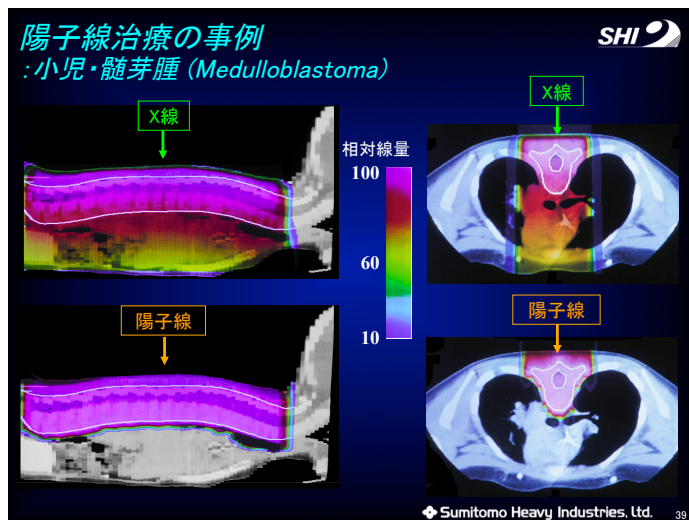 陽子線治療の事例
:小児・髄芽腫 (Medulloblastoma)
SHI
X線
X線
相対線量
100
60
10
陽子線
陽子線
Sumitomo Heavy Industries, Ltd.
39